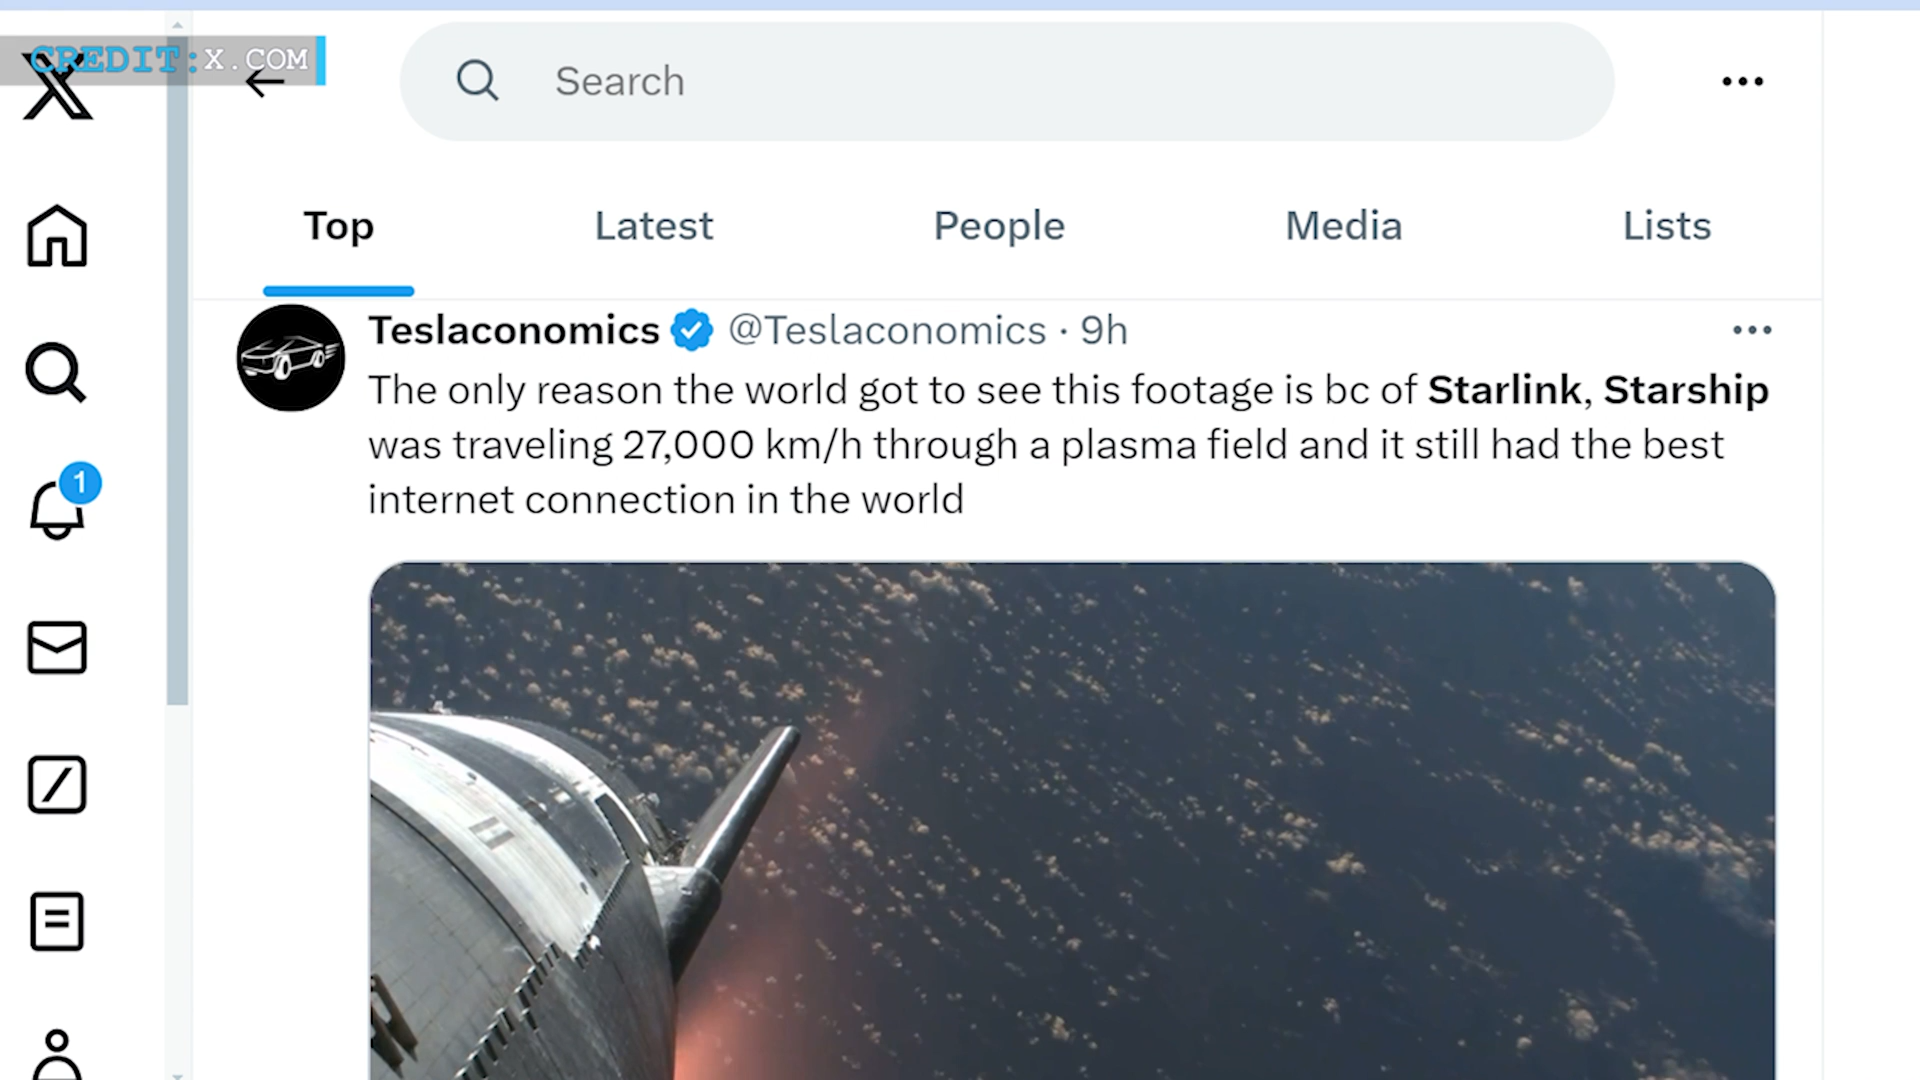 CREDIT:X.COM
Search
Top Latest People Media Lists
Teslaconomics @Teslaconomics · 9h
The only reason the world got to see this footage is bc of Starlink, Starship
was traveling 27,000 km/h through a plasma field and it still had the best
internet connection in the world
1